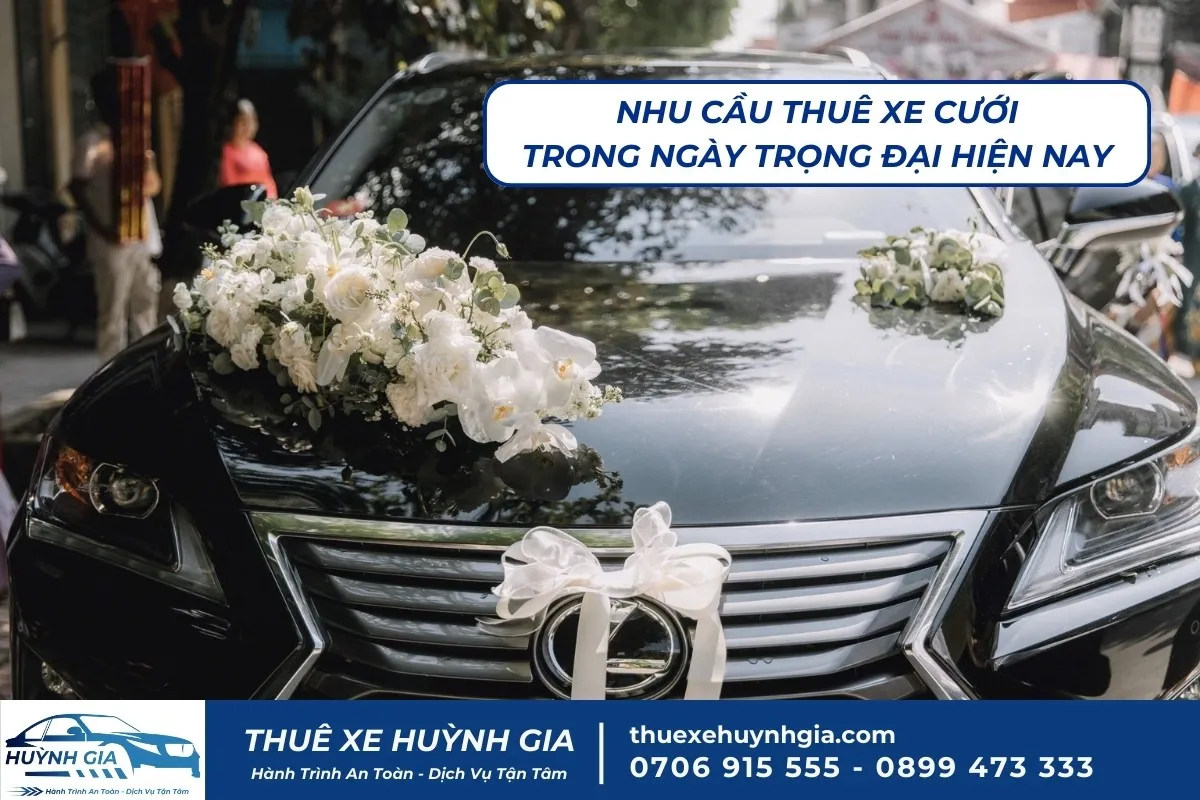 NHU CẦU THUÊ XE CƯỚI
TRONG NGÀY TRỌNG ĐẠI HIỆN NAY
HUỲNH GIA
Hành Trình An Toàn - Dịch Vụ Tận Tâm
THUÊ XE HUỲNH GIA
Hành Trình An Toàn - Dịch Vụ Tận Tâm
thuexehuynhgia.com
0706 915 555 - 0899 473 333